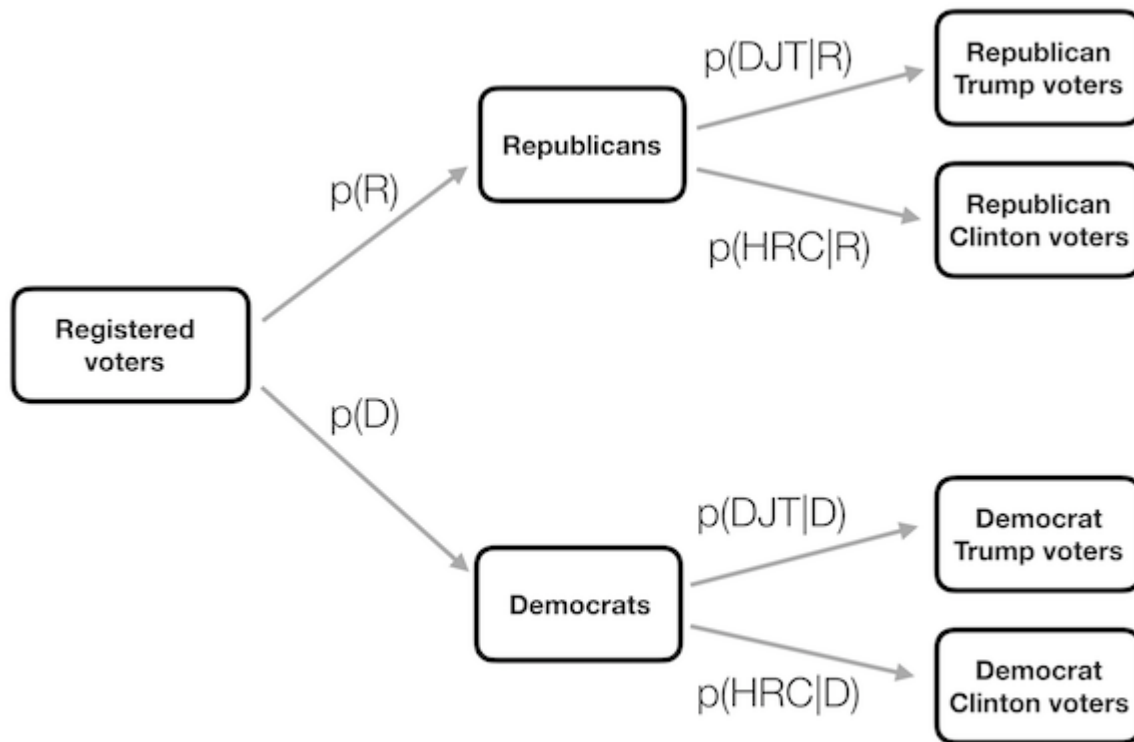 p(DJT|R)
Republican
Trump voters
Republicans
p(R)
Republican
Clinton voters
p(HRC|R)
Registered
voters
p(D)
p(DJT|D)
Democrat
Trump voters
Democrats
p(HRC|D)
Democrat
Clinton voters